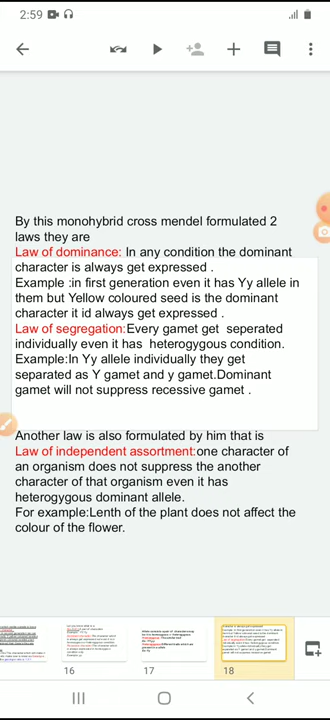 2:59
By this monohybrid cross mendel formulated 2
laws they are
Law of dominance: In any condition the dominant
character is always get expressed .
Example :in first generation even it has Yy allele in
them but Yellow coloured seed is the dominant
character it id always get expressed .
Law of segregation:Every gamet get seperated
individually even it has heterogygous condition.
Example:In Yy allele individually they get
separated as Y gamet and y gamet.Dominant
gamet will not suppress recessive gamet .
Another law is also formulated by him that is
Law of independent assortment:one character of
an organism does not suppress the another
character of that organism even it has
heterogygous dominant allele.
For example:Lenth of the plant does not affect the
colour of the flower.
16
17
18